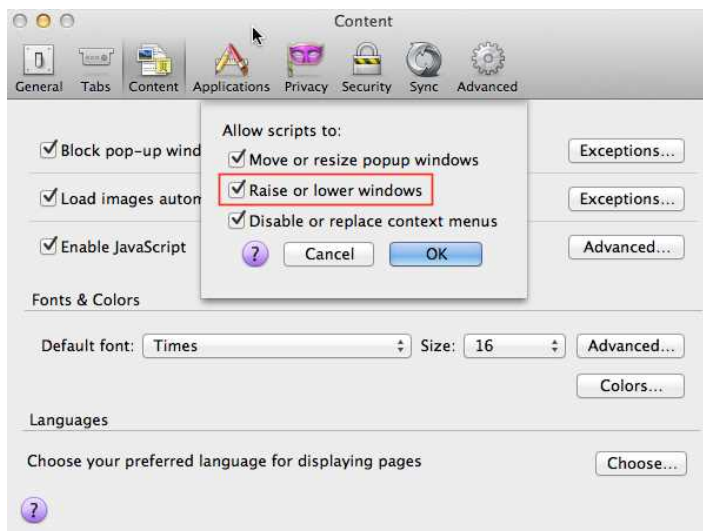 Content
General Tabs Content Applications Privacy Security Sync Advanced
Allow scripts to:
Move or resize popup windows
Raise or lower windows
Disable or replace context menus
? Cancel OK
Block pop-up wind Exceptions...
Load images autom Exceptions...
Enable JavaScript Advanced...
Fonts & Colors
Default font: Times Size: 16 Advanced...
Colors...
Languages
Choose your preferred language for displaying pages Choose...
?